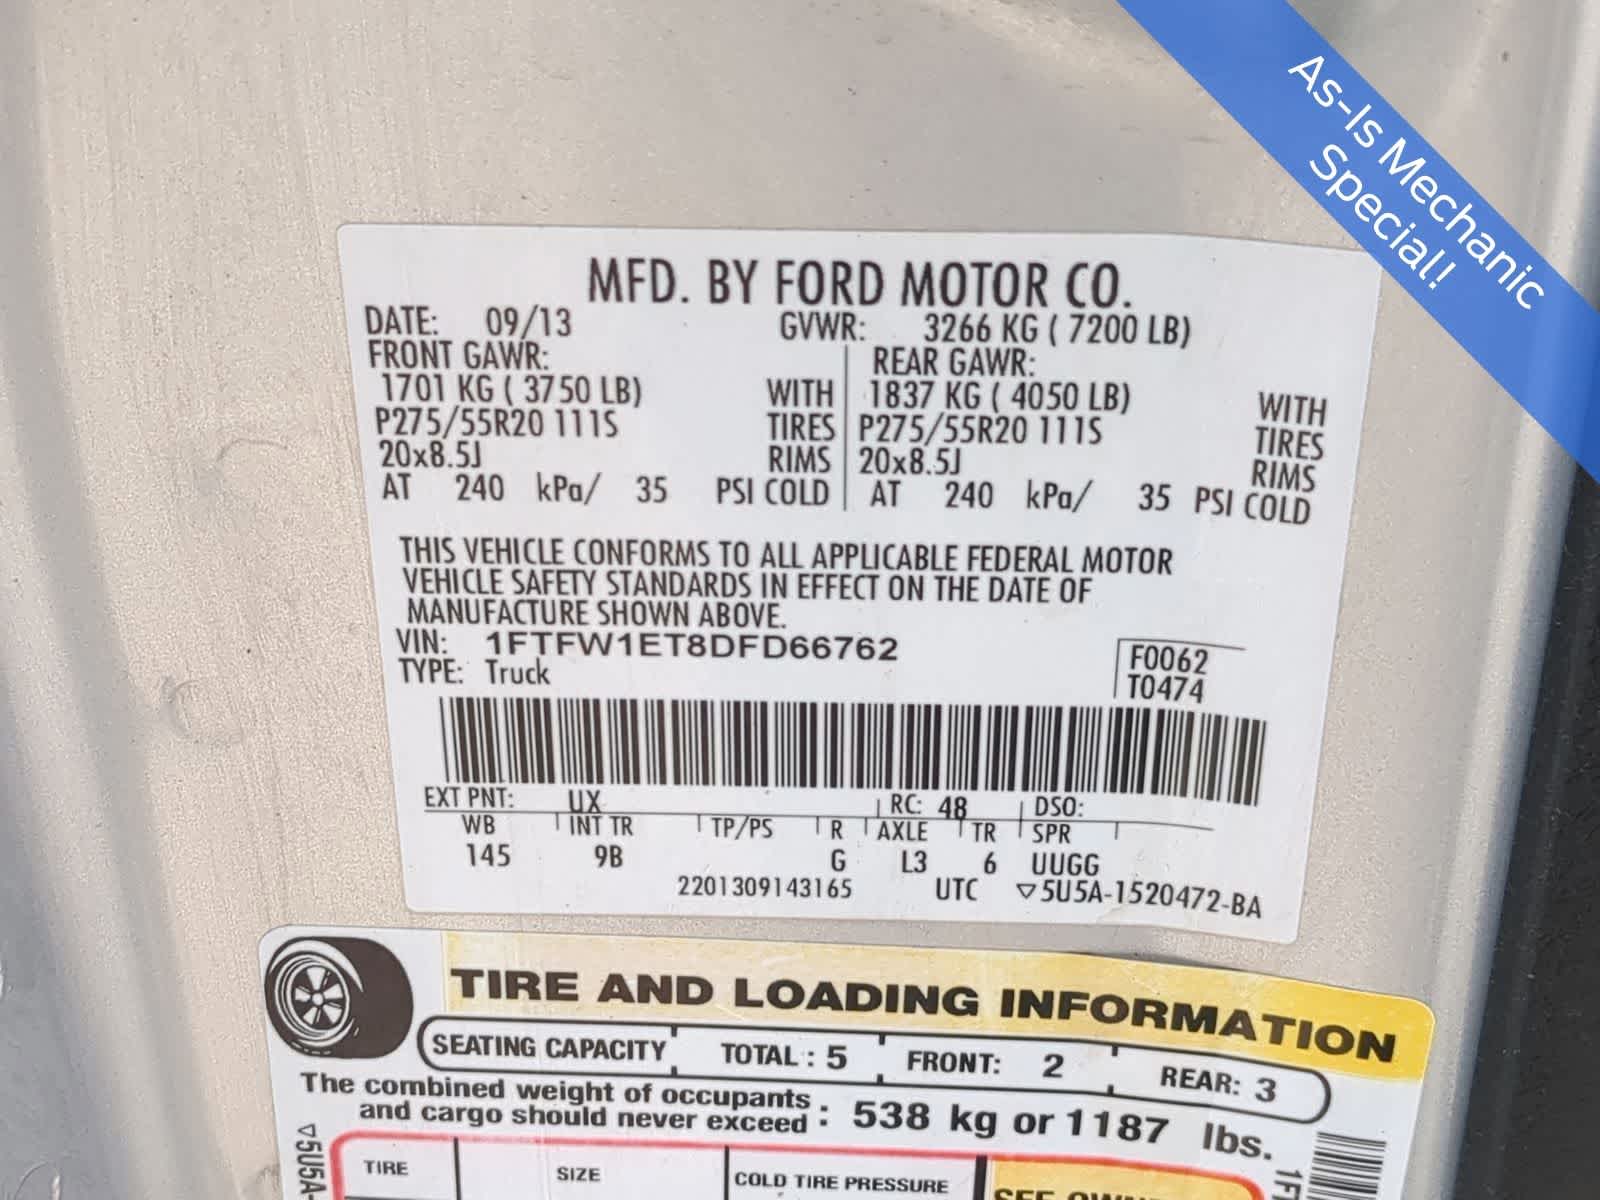 As-Is Mechanic
Special!
MFD. BY FORD MOTOR CO.
DATE: 09/13 GVWR: 3266 KG ( 7200 LB)
FRONT GAWR: REAR GAWR:
1701 KG ( 3750 LB) WITH 1837 KG ( 4050 LB) WITH
P275/55R20 111S TIRES P275/55R20 111S TIRES
20x8.5J RIMS 20x8.5J RIMS
AT 240 kPa/ 35 PSI COLD AT 240 kPa/ 35 PSI COLD
THIS VEHICLE CONFORMS TO ALL APPLICABLE FEDERAL MOTOR
VEHICLE SAFETY STANDARDS IN EFFECT ON THE DATE OF
MANUFACTURE SHOWN ABOVE.
VIN: 1FTFW1ET8DFD66762 F0062
TYPE: Truck T0474
EXT PNT: UX RC: 48 DSO:
WB INT TR TP/PS R AXLE TR SPR
145 9B G L3 6 UUGG
2201309143165 UTC ▽5U5A-1520472-BA
TIRE AND LOADING INFORMATION
SEATING CAPACITY TOTAL : 5 FRONT: 2 REAR: 3
The combined weight of occupants
and cargo should never exceed : 538 kg or 1187 lbs.
▽5U5A-
TIRE SIZE COLD TIRE PRESSURE
SEE OWN
1F